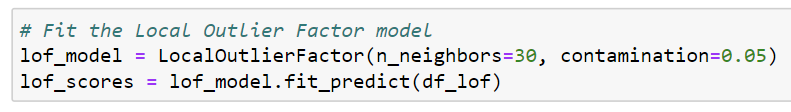 # Fit the Local Outlier Factor model
lof_model = LocalOutlierFactor(n_neighbors=30, contamination=0.05)
lof_scores = lof_model.fit_predict(df_lof)